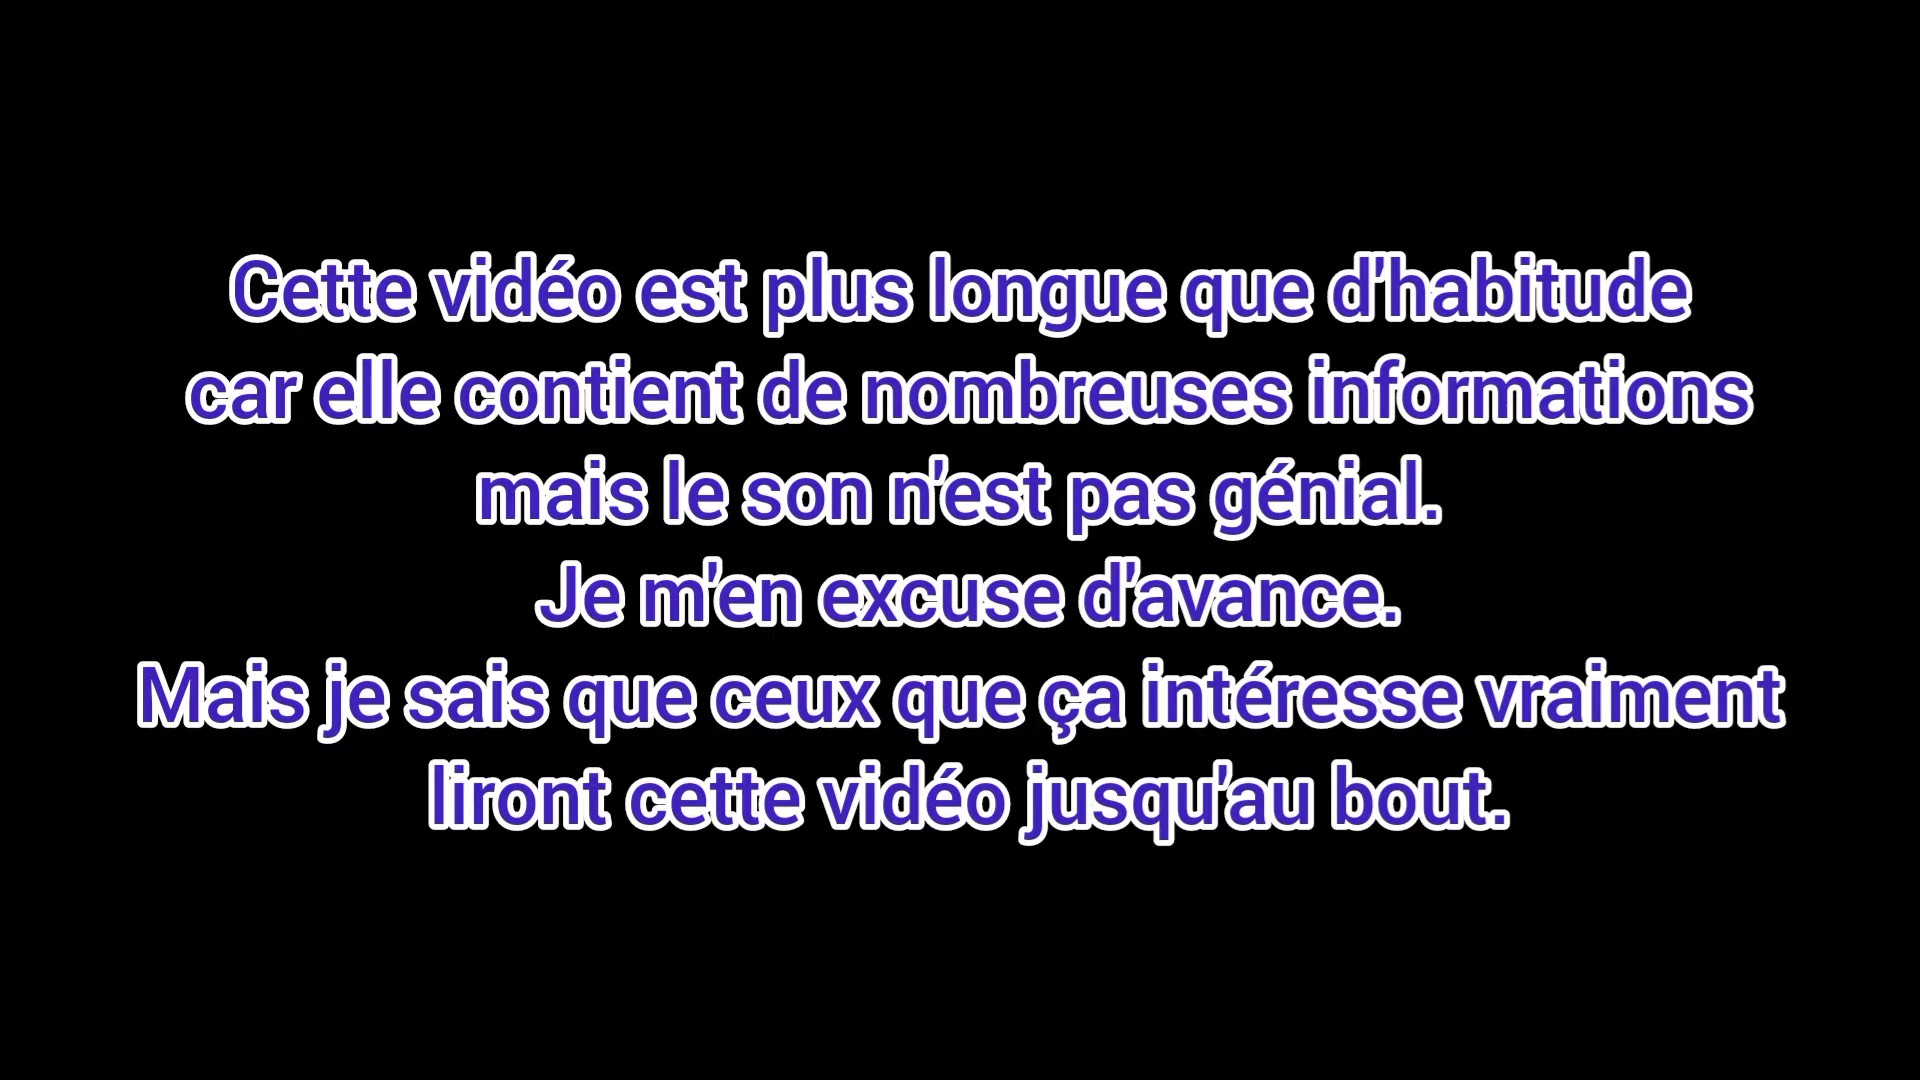 Cette vidéo est plus longue que d'habitude
car elle contient de nombreuses informations
mais le son n'est pas génial.
Je m'en excuse d'avance.
Mais je sais que ceux que ça intéresse vraiment
liront cette vidéo jusqu'au bout.